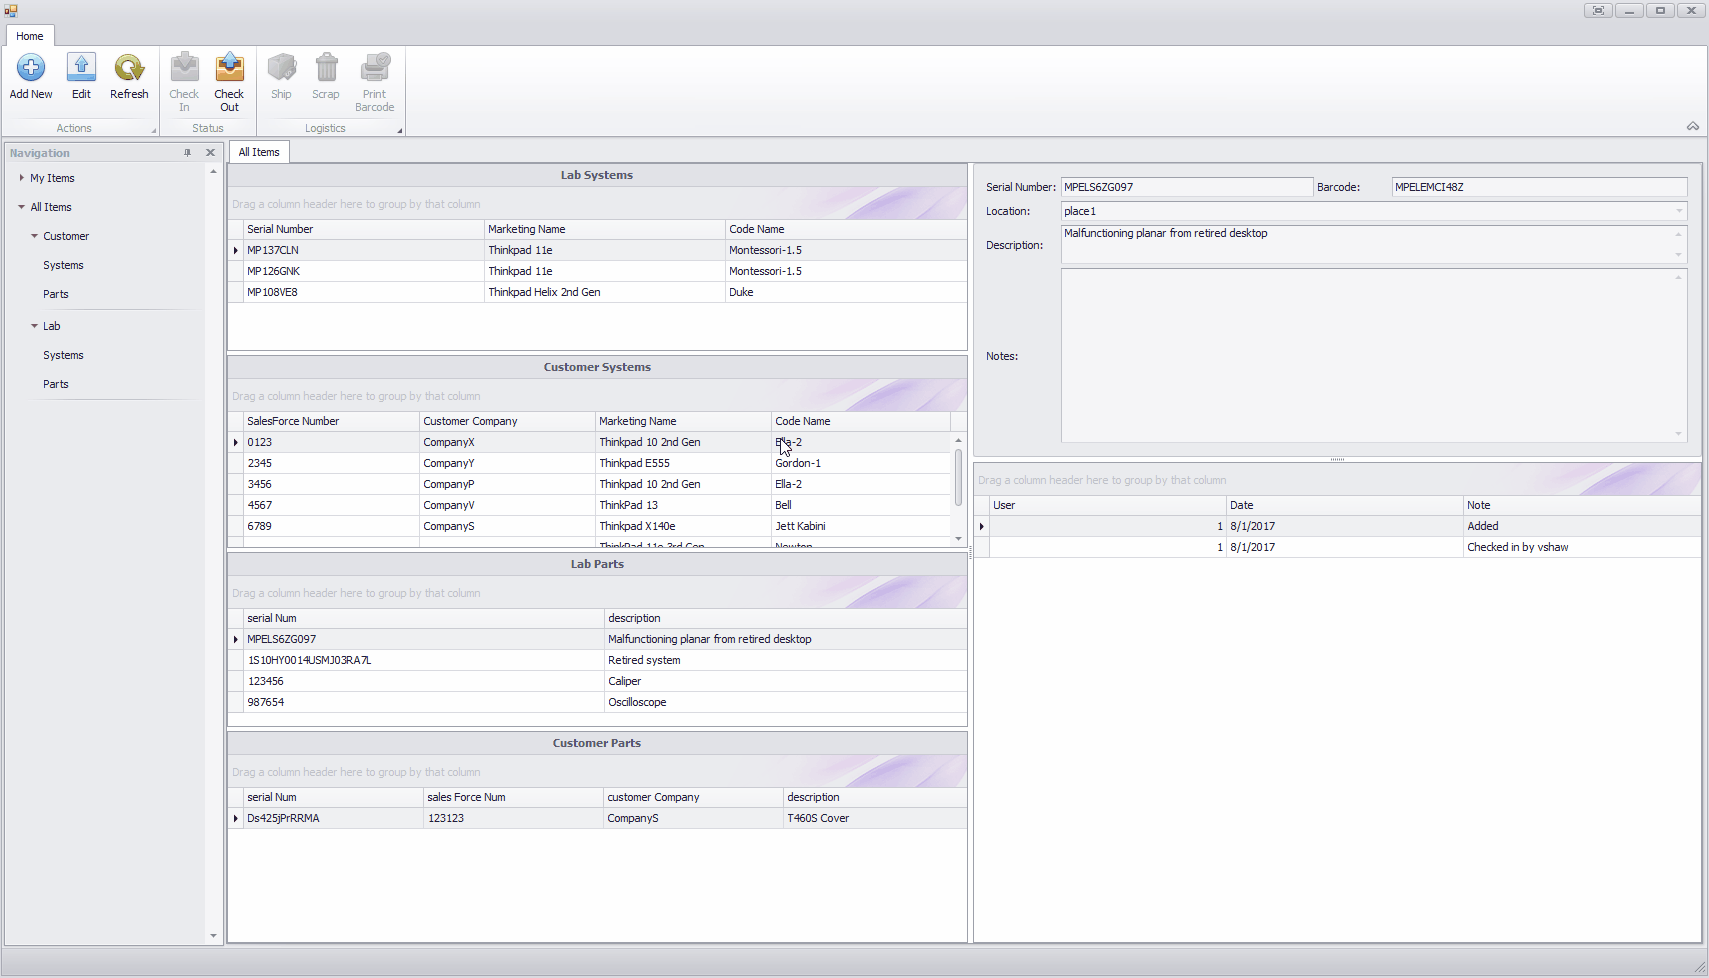 Home
Add New
Edit
Refresh
Check In
Check Out
Ship
Scrap
Print Barcode
Actions
Status
Logistics
Navigation
My Items
All Items
Customer
Systems
Parts
Lab
Systems
Parts
All Items
Lab Systems
Drag a column header here to group by that column
Serial Number Marketing Name Code Name
MP137CLN Thinkpad 11e Montessori-1.5
MP126GNK Thinkpad 11e Montessori-1.5
MP108VE8 Thinkpad Helix 2nd Gen Duke
Customer Systems
Drag a column header here to group by that column
SalesForce Number Customer Company Marketing Name Code Name
0123 CompanyX Thinkpad 10 2nd Gen Ella-2
2345 CompanyY Thinkpad E555 Gordon-1
3456 CompanyP Thinkpad 10 2nd Gen Ella-2
4567 CompanyV ThinkPad 13 Bell
6789 CompanyS Thinkpad X140e Jett Kabini
ThinkPad 11e 3rd Gen Newton
Lab Parts
Drag a column header here to group by that column
serial Num description
MPELS6ZG097 Malfunctioning planar from retired desktop
1S10HY0014USMJ03RA7L Retired system
123456 Caliper
987654 Oscilloscope
Customer Parts
Drag a column header here to group by that column
serial Num sales Force Num customer Company description
Ds425jPrRRMA 123123 CompanyS T460S Cover
Serial Number: MPELS6ZG097 Barcode: MPELEMCI48Z
Location: place1
Description: Malfunctioning planar from retired desktop
Notes:
Drag a column header here to group by that column
User Date Note
1 8/1/2017 Added
1 8/1/2017 Checked in by vshaw